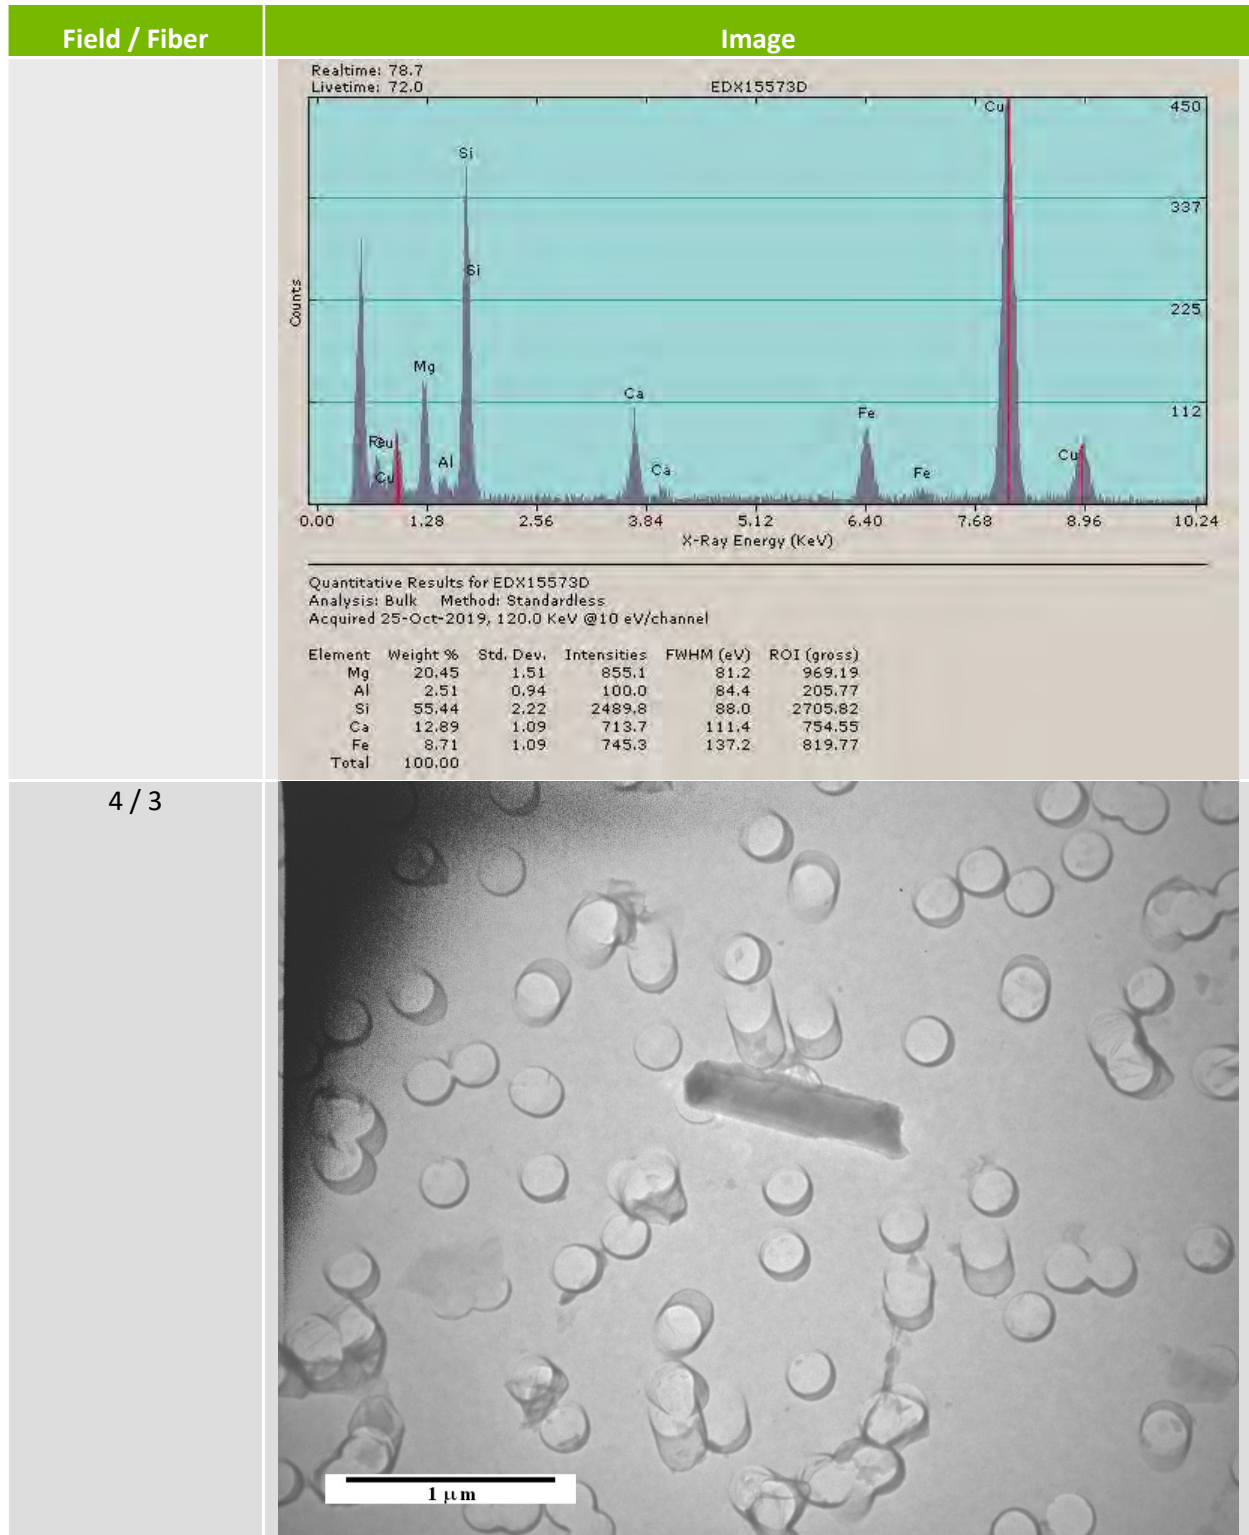 Field / Fiber Image
Realtime: 78.7
Livetime: 72.0 EDX15573D
Cu 450
Si
337
Si
225
Counts
Mg
Ca
Fe 112
Al
Cu
Ca
Fe
Cu
0.00 1.28 2.56 3.84 5.12 6.40 7.68 8.96 10.24
X-Ray Energy (KeV)
Quantitative Results for EDX15573D
Analysis: Bulk Method: Standardless
Acquired 25-Oct-2019, 120.0 KeV @10 eV/channel
Element Weight % Std. Dev. Intensities FWHM (eV) ROI (gross)
Mg 20.45 1.51 855.1 81.2 969.19
Al 2.51 0.94 100.0 84.4 205.77
Si 55.44 2.22 2489.8 88.0 2705.82
Ca 12.89 1.09 713.7 111.4 754.55
Fe 8.71 1.09 745.3 137.2 819.77
Total 100.00
4 / 3
1 µm